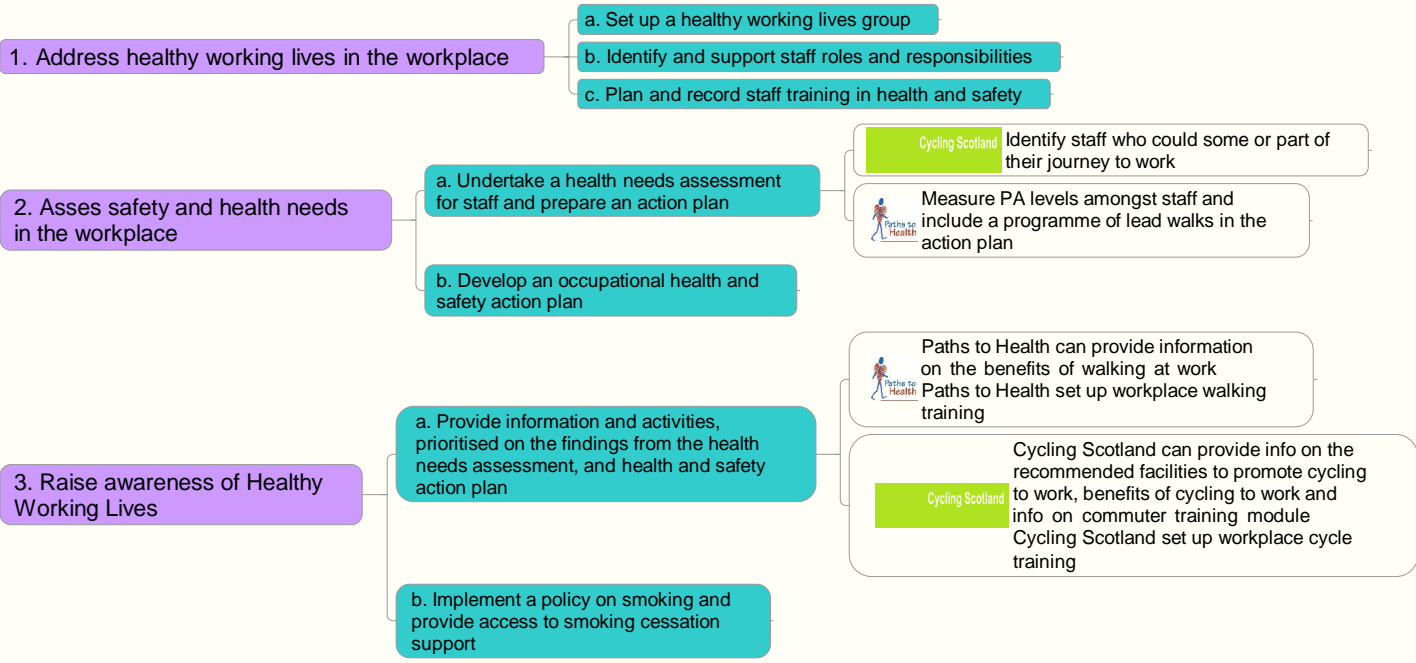 1. Address healthy working lives in the workplace
a. Set up a healthy working lives group
b. Identify and support staff roles and responsibilities
c. Plan and record staff training in health and safety
2. Asses safety and health needs
in the workplace
a. Undertake a health needs assessment
for staff and prepare an action plan
Cycling Scotland
Identify staff who could some or part of
their journey to work
Paths to
Health
Measure PA levels amongst staff and
include a programme of lead walks in the
action plan
b. Develop an occupational health and
safety action plan
3. Raise awareness of Healthy
Working Lives
a. Provide information and activities,
prioritised on the findings from the health
needs assessment, and health and safety
action plan
Paths to
Health
Paths to Health can provide information
on the benefits of walking at work
Paths to Health set up workplace walking
training
Cycling Scotland
Cycling Scotland can provide info on the
recommended facilities to promote cycling
to work, benefits of cycling to work and
info on commuter training module
Cycling Scotland set up workplace cycle
training
b. Implement a policy on smoking and
provide access to smoking cessation
support